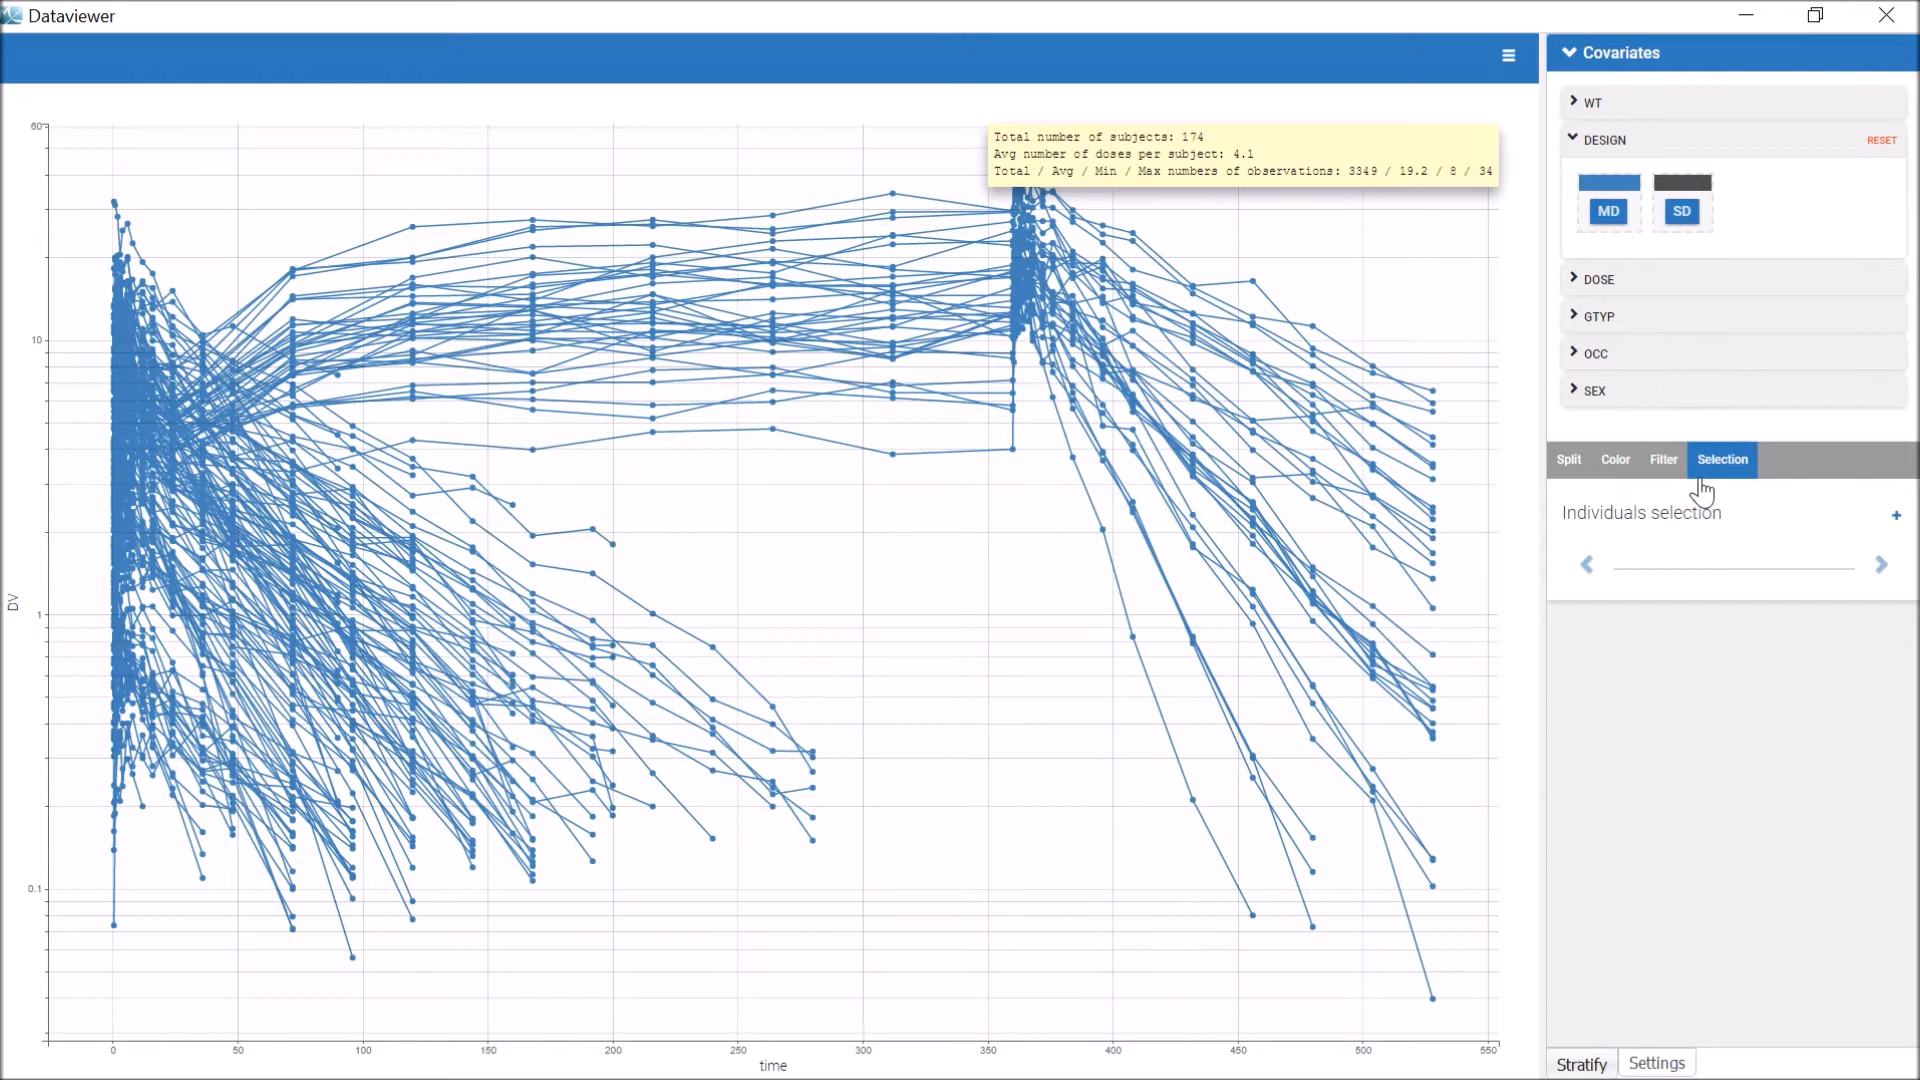 Dataviewer
Covariates
WT
DESIGN RESET
MD SD
DOSE
GTYP
OCC
SEX
Split Color Filter Selection
Individuals selection +
Total number of subjects: 174
Avg number of doses per subject: 4.1
Total / Avg / Min / Max numbers of observations: 3349 / 19.2 / 8 / 34
60
10
1
0.1
DV
0 50 100 150 200 250 300 350 400 450 500 550
time
Stratify Settings